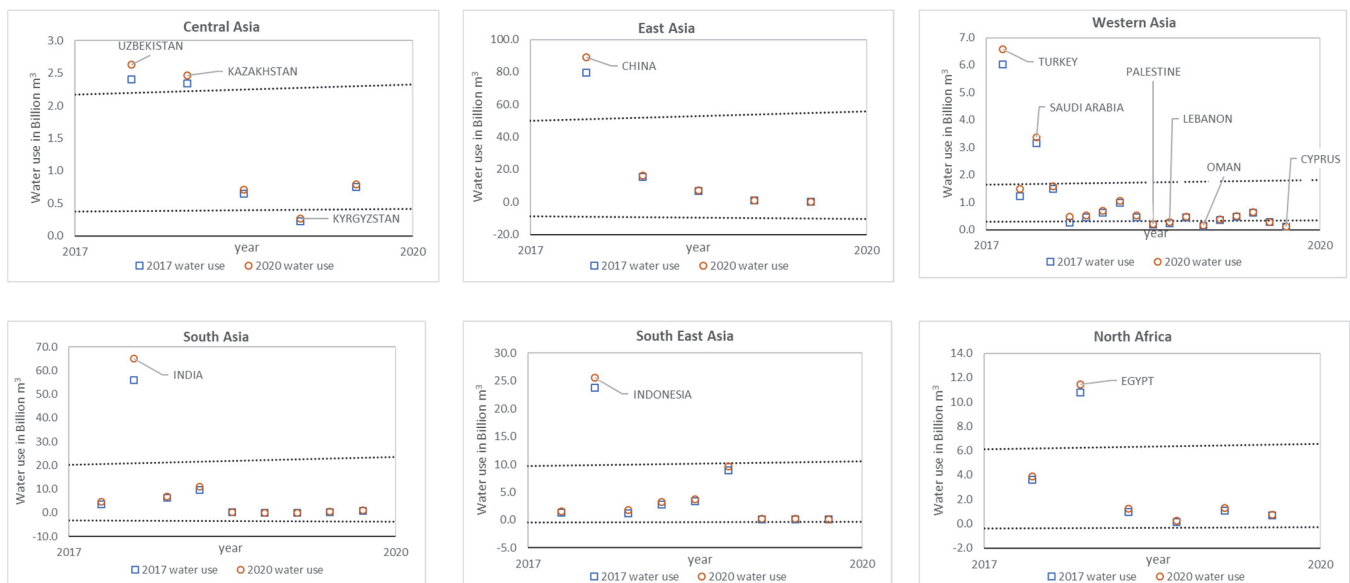 Central Asia
Water use in Billion m³
3.0
2.5
2.0
1.5
1.0
0.5
0.0
UZBEKISTAN
KAZAKHSTAN
KYRGYZSTAN
2017
year
2020
2017 water use
2020 water use
East Asia
Water use in Billion m³
100.0
80.0
60.0
40.0
20.0
0.0
-20.0
CHINA
2017
year
2020
2017 water use
2020 water use
Western Asia
Water use in Billion m³
7.0
6.0
5.0
4.0
3.0
2.0
1.0
0.0
TURKEY
PALESTINE
SAUDI ARABIA
LEBANON
OMAN
CYPRUS
2017
year
2020
2017 water use
2020 water use
South Asia
Water use in Billion m³
70.0
60.0
50.0
40.0
30.0
20.0
10.0
0.0
-10.0
INDIA
2017
year
2020
2017 water use
2020 water use
South East Asia
Water use in Billion m³
30.0
25.0
20.0
15.0
10.0
5.0
0.0
-5.0
INDONESIA
2017
year
2020
2017 water use
2020 water use
North Africa
Water use in Billion m³
14.0
12.0
10.0
8.0
6.0
4.0
2.0
0.0
-2.0
EGYPT
2017
year
2020
2017 water use
2020 water use